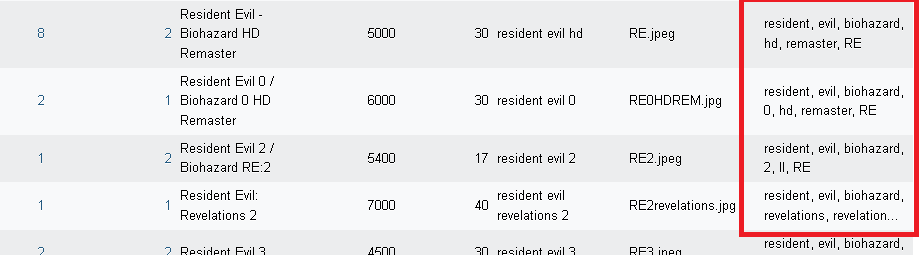 Resident Evil -
8 2 Biohazard HD 5000 30 resident evil hd RE.jpeg resident, evil, biohazard,
Remaster hd, remaster, RE
Resident Evil 0 /
2 1 Biohazard 0 HD 6000 30 resident evil 0 RE0HDREM.jpg resident, evil, biohazard,
Remaster 0, hd, remaster, RE
1 2 Resident Evil 2 / 5400 17 resident evil 2 RE2.jpeg resident, evil, biohazard,
Biohazard RE:2 2, II, RE
1 1 Resident Evil: 7000 40 resident evil RE2revelations.jpg resident, evil, biohazard,
Revelations 2 revelations 2 revelations, revelation...
2 2 Resident Evil 3 4500 30 resident evil 3 RE3.jpeg resident, evil, biohazard,